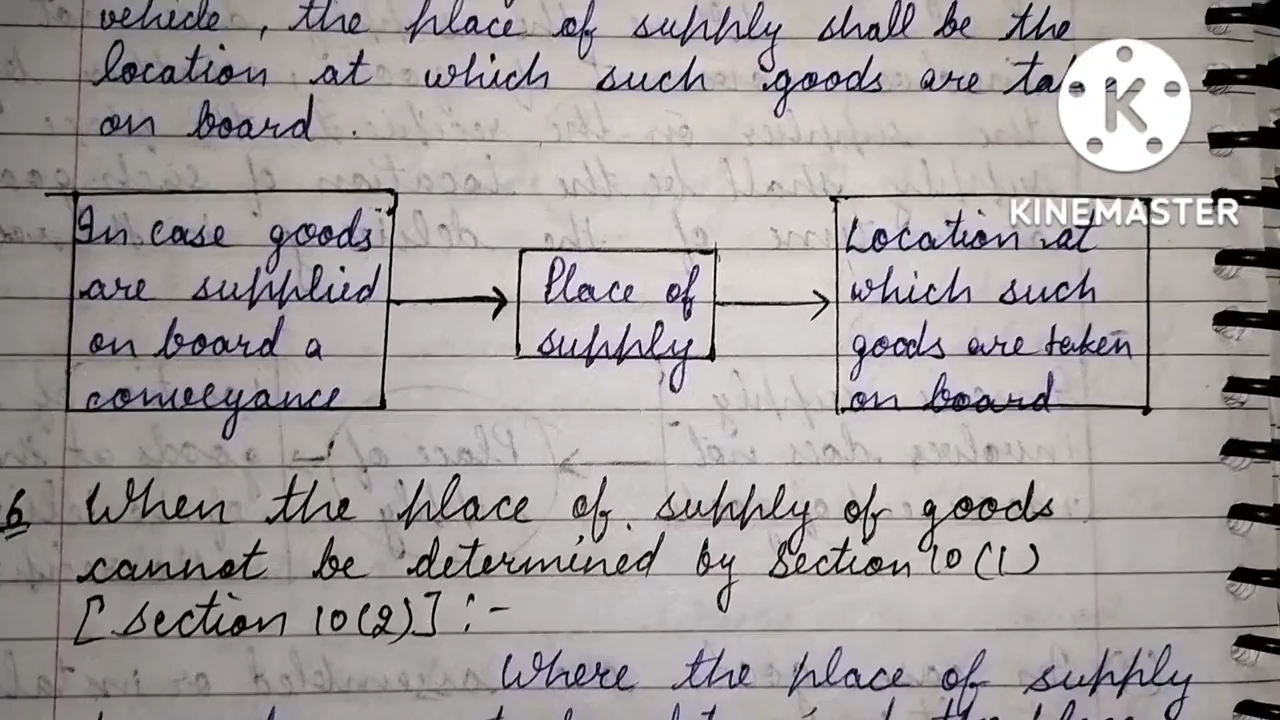 vehicle, the place of supply shall be the
location at which such goods are
on board.
K
KINEMASTER
In case goods
are supplied
on board a
conveyance
Place of
supply
Location at
which such
goods are taken
on board
6 When the place of supply of goods
cannot be determined by section 10(1)
[section 10(2)] :-
Where the place of supply